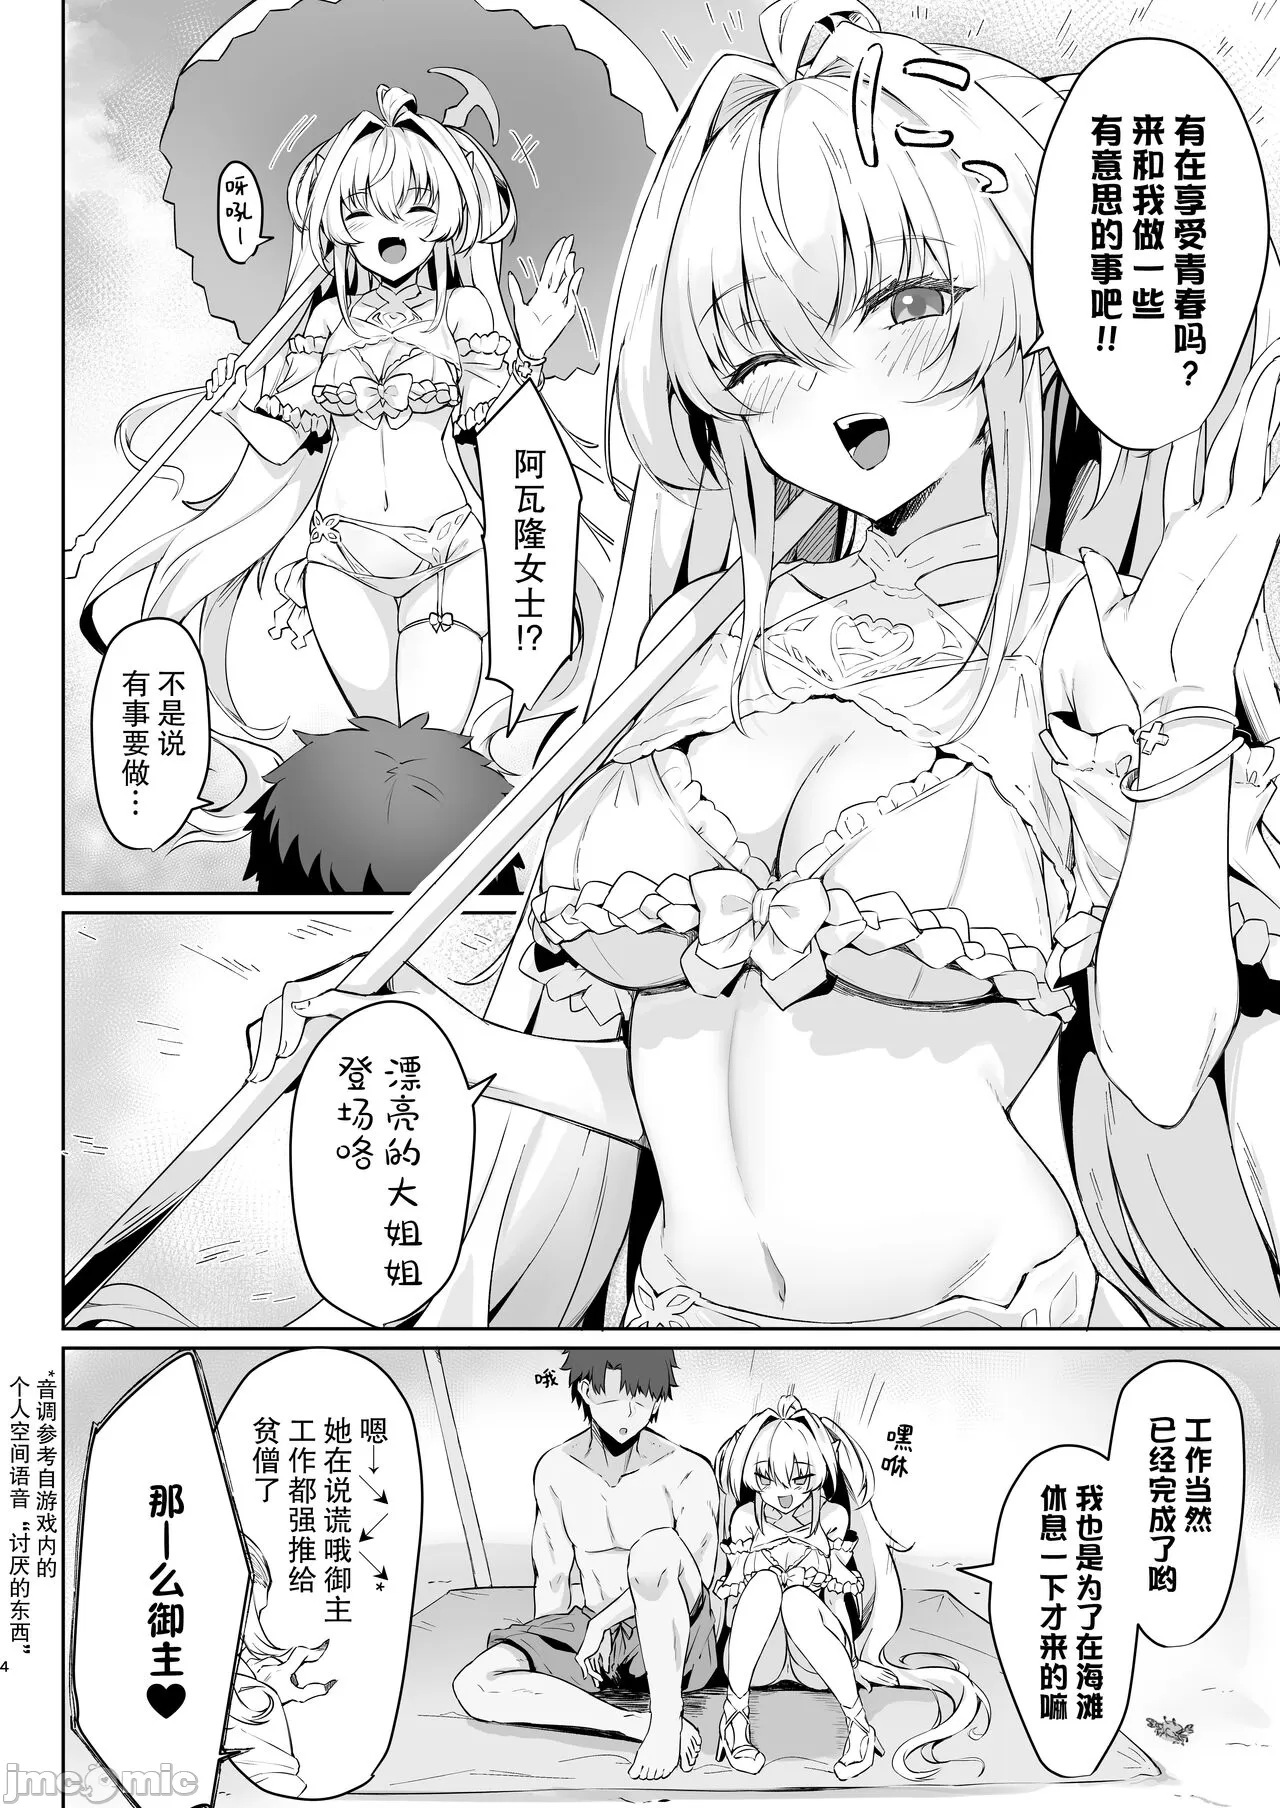 有在享受青春吗？
来和我做一些
有意思的事吧!!
呀吼ー
阿瓦隆女士!?
不是说
有事要做…
漂亮的大姐姐
登场咯
工作当然
已经完成了哟
我也是为了在海滩
休息一下才来的嘛
嘿咻
哦
嗯→↗↘↗↘*
她在说谎哦御主
工作都强推给
贫僧了
那ー么御主♥
*音调参考自游戏内的
个人空间语音“讨厌的东西”
4
jmcomic